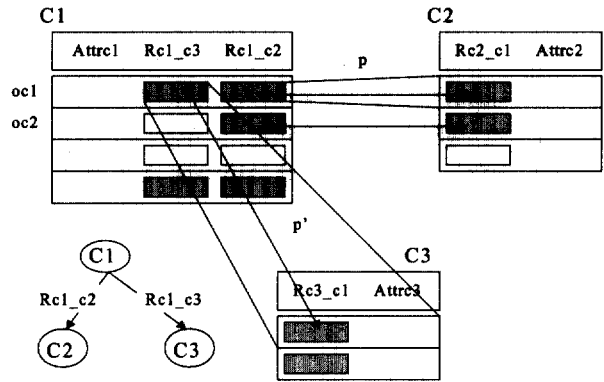 C1
C2
Attrc1 Rc1_c3 Rc1_c2
p
Rc2_c1 Attrc2
oc1
oc2
p'
C3
C1
Rc1_c2 Rc1_c3
C2 C3
Rc3_c1 Attrc3